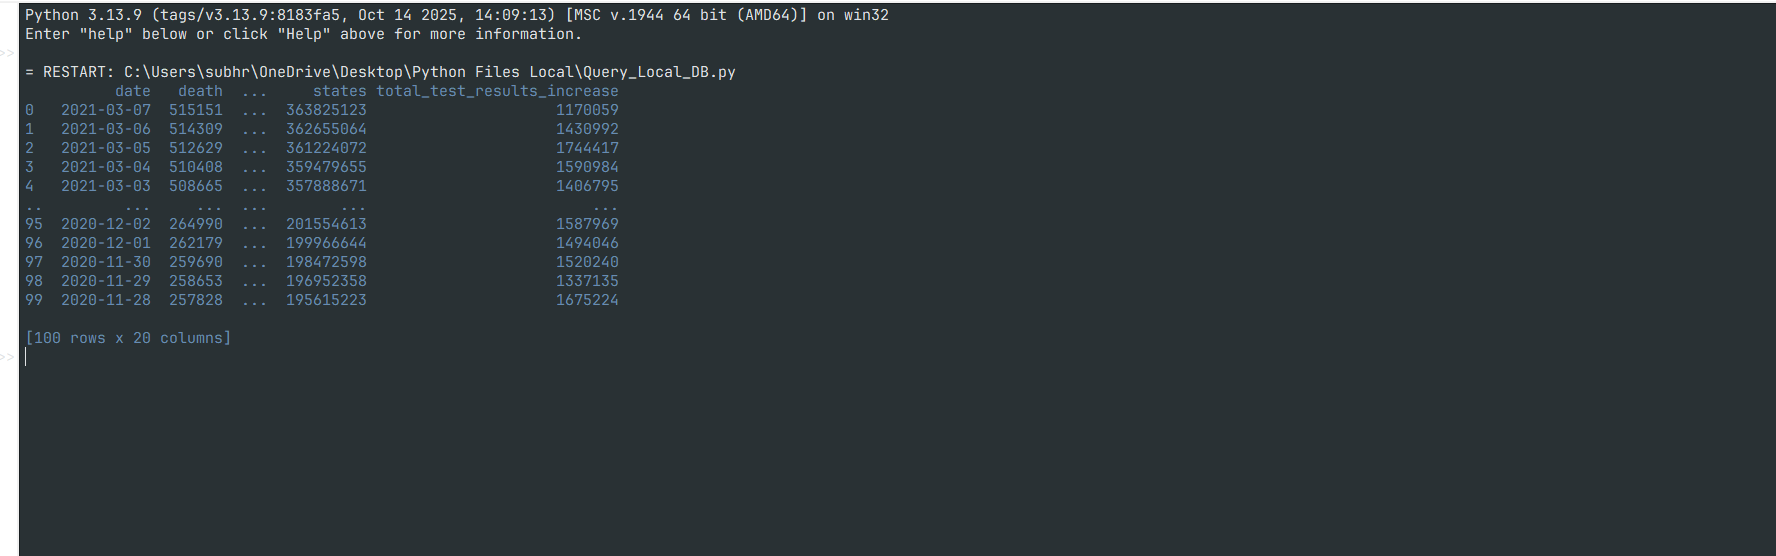 Python 3.13.9 (tags/v3.13.9:8183fa5, Oct 14 2025, 14:09:13) [MSC v.1944 64 bit (AMD64)] on win32
Enter "help" below or click "Help" above for more information.
>>
= RESTART: C:\Users\subhr\OneDrive\Desktop\Python Files Local\Query_Local_DB.py
          date   death  ...     states total_test_results_increase
0   2021-03-07  515151  ...  363825123                     1170059
1   2021-03-06  514309  ...  362655064                     1430992
2   2021-03-05  512629  ...  361224072                     1744417
3   2021-03-04  510408  ...  359479655                     1590984
4   2021-03-03  508665  ...  357888671                     1406795
..         ...     ...  ...        ...                         ...
95  2020-12-02  264990  ...  201554613                     1587969
96  2020-12-01  262179  ...  199966644                     1494046
97  2020-11-30  259690  ...  198472598                     1520240
98  2020-11-29  258653  ...  196952358                     1337135
99  2020-11-28  257828  ...  195615223                     1675224
[100 rows x 20 columns]
>>